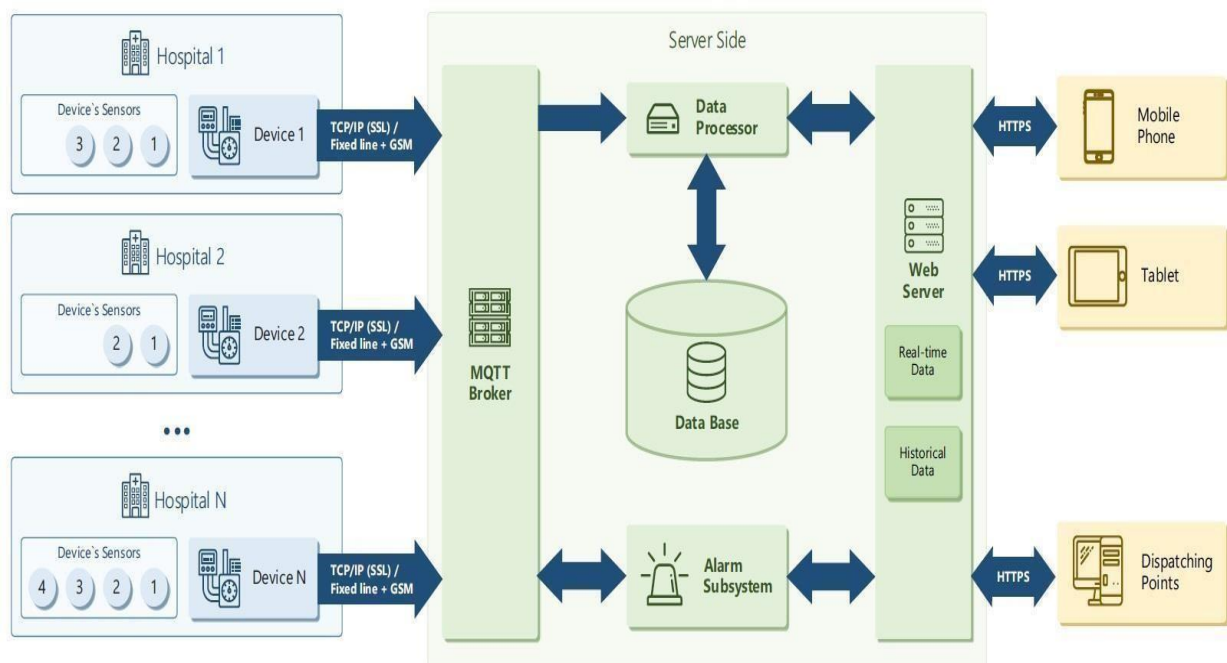 Hospital 1
Device`s Sensors
3 2 1
Device 1
TCP/IP (SSL) /
Fixed line + GSM
Hospital 2
Device`s Sensors
2 1
Device 2
TCP/IP (SSL) /
Fixed line + GSM
...
Hospital N
Device`s Sensors
4 3 2 1
Device N
TCP/IP (SSL) /
Fixed line + GSM
Server Side
MQTT
Broker
Data
Processor
Data Base
Alarm
Subsystem
Web
Server
Real-time
Data
Historical
Data
HTTPS
Mobile
Phone
HTTPS
Tablet
HTTPS
Dispatching
Points